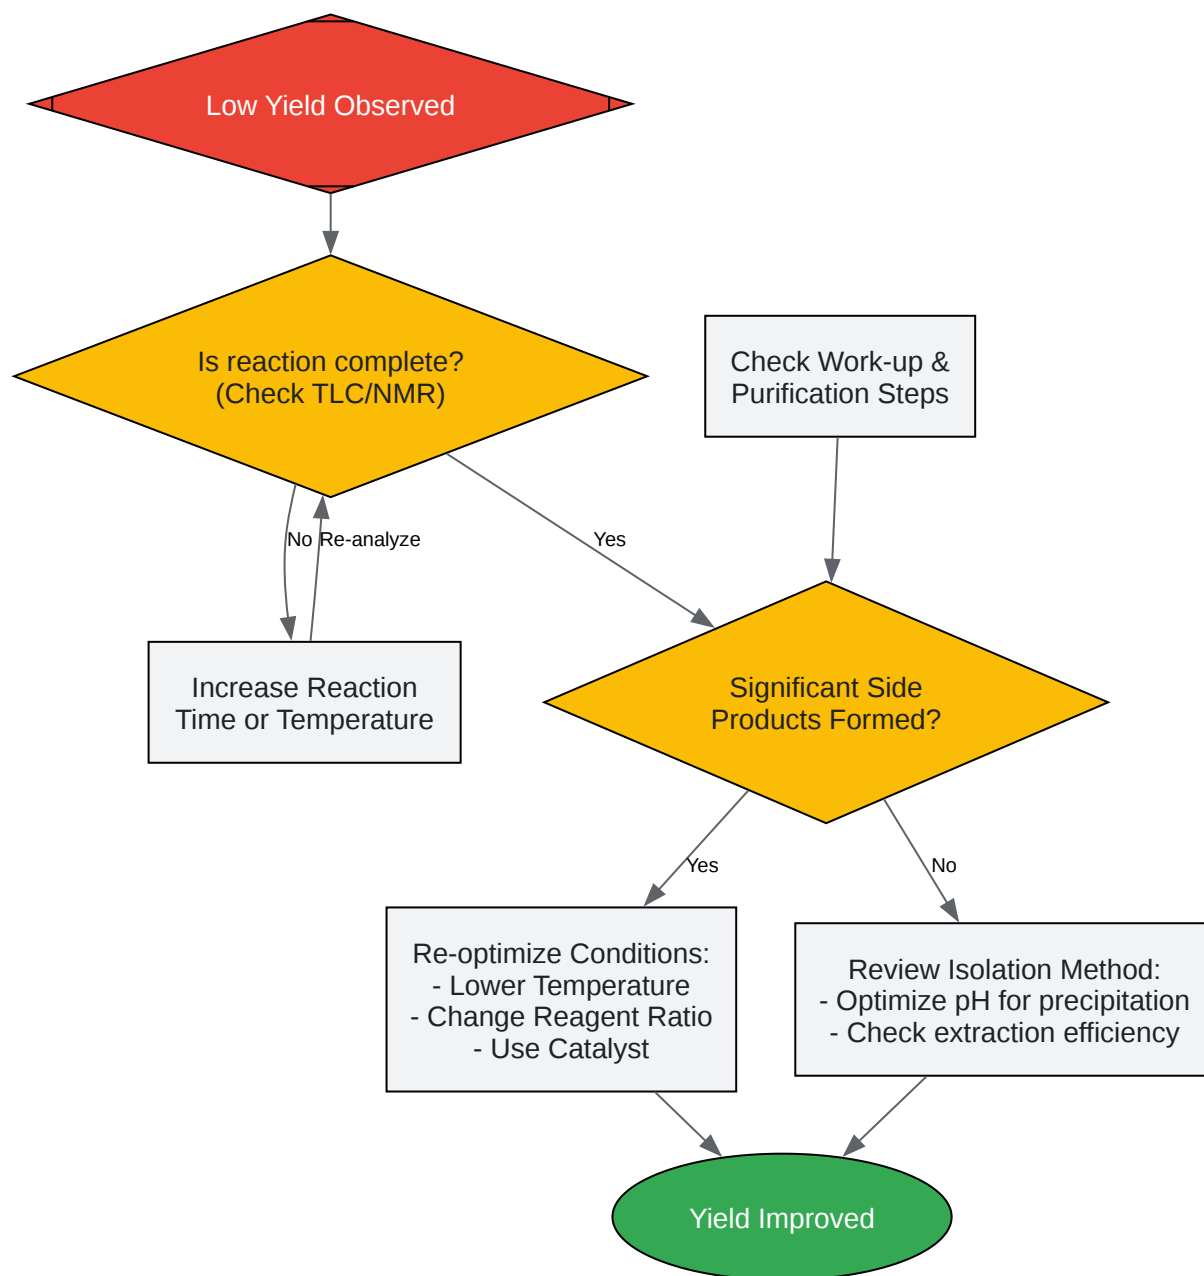 Low Yield Observed
Is reaction complete?
(Check TLC/NMR)
Check Work-up &
Purification Steps
No
Re-analyze
Yes
Increase Reaction
Time or Temperature
Significant Side
Products Formed?
Yes
No
Re-optimize Conditions:
- Lower Temperature
- Change Reagent Ratio
- Use Catalyst
Review Isolation Method:
- Optimize pH for precipitation
- Check extraction efficiency
Yield Improved